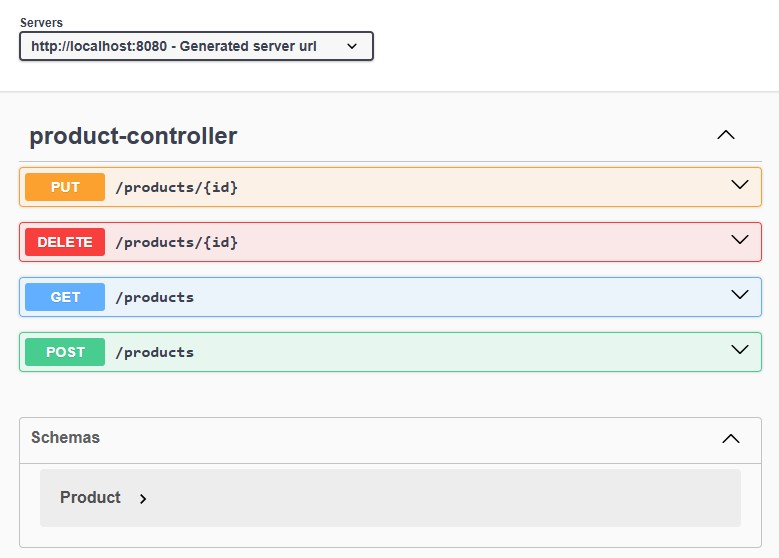 Servers
http://localhost:8080 - Generated server url
product-controller
PUT /products/{id}
DELETE /products/{id}
GET /products
POST /products
Schemas
Product